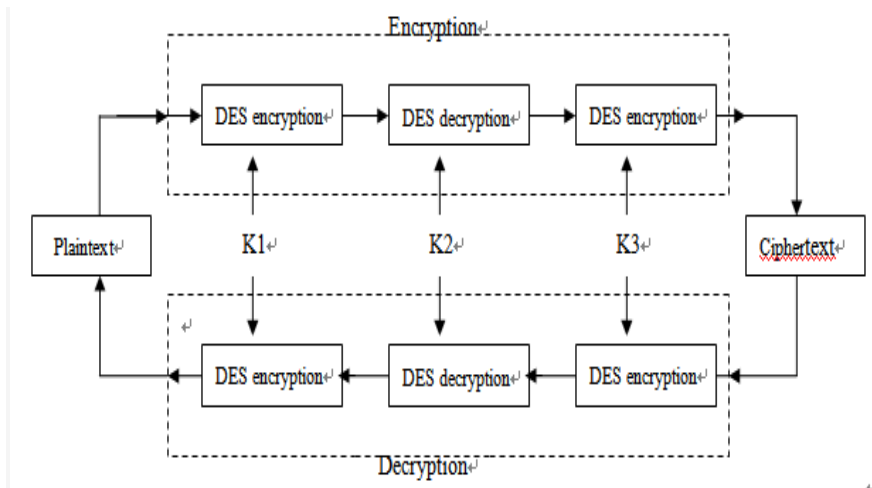 Encryption
DES encryption DES decryption DES encryption
Plaintext K1 K2 K3 Ciphertext
DES encryption DES decryption DES encryption
Decryption